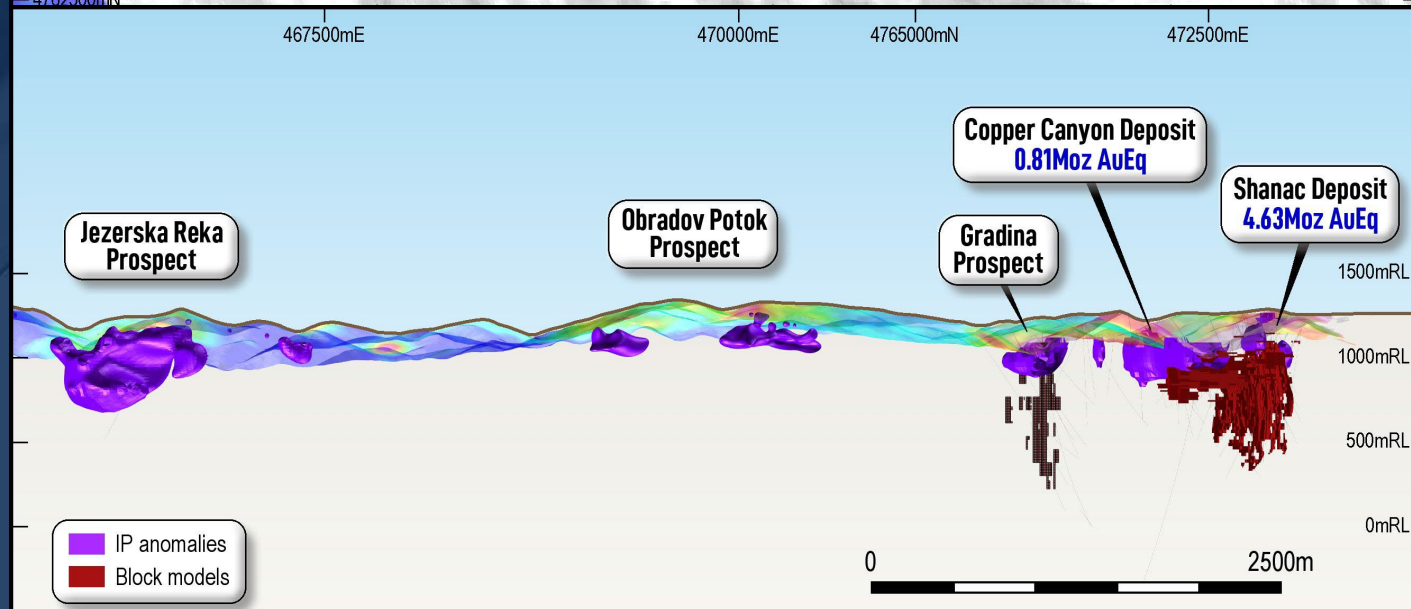 4762500mN
467500mE
470000mE
4765000mN
472500mE
Copper Canyon Deposit
0.81Moz AuEq
Shanac Deposit
4.63Moz AuEq
Jezerska Reka
Prospect
Obradov Potok
Prospect
Gradina
Prospect
1500mRL
1000mRL
500mRL
0mRL
IP anomalies
Block models
0
2500m